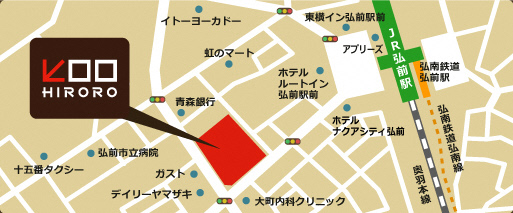 イトーヨーカドー
東横イン弘前駅前
アプリーズ
JR弘前駅
弘南鉄道
弘前駅
虹のマート
ホテル
ルートイン
弘前駅前
HIRORO
青森銀行
ホテル
ナクアシティ弘前
弘南鉄道弘南線
奥羽本線
弘前市立病院
十五番タクシー
ガスト
デイリーヤマザキ
大町内科クリニック